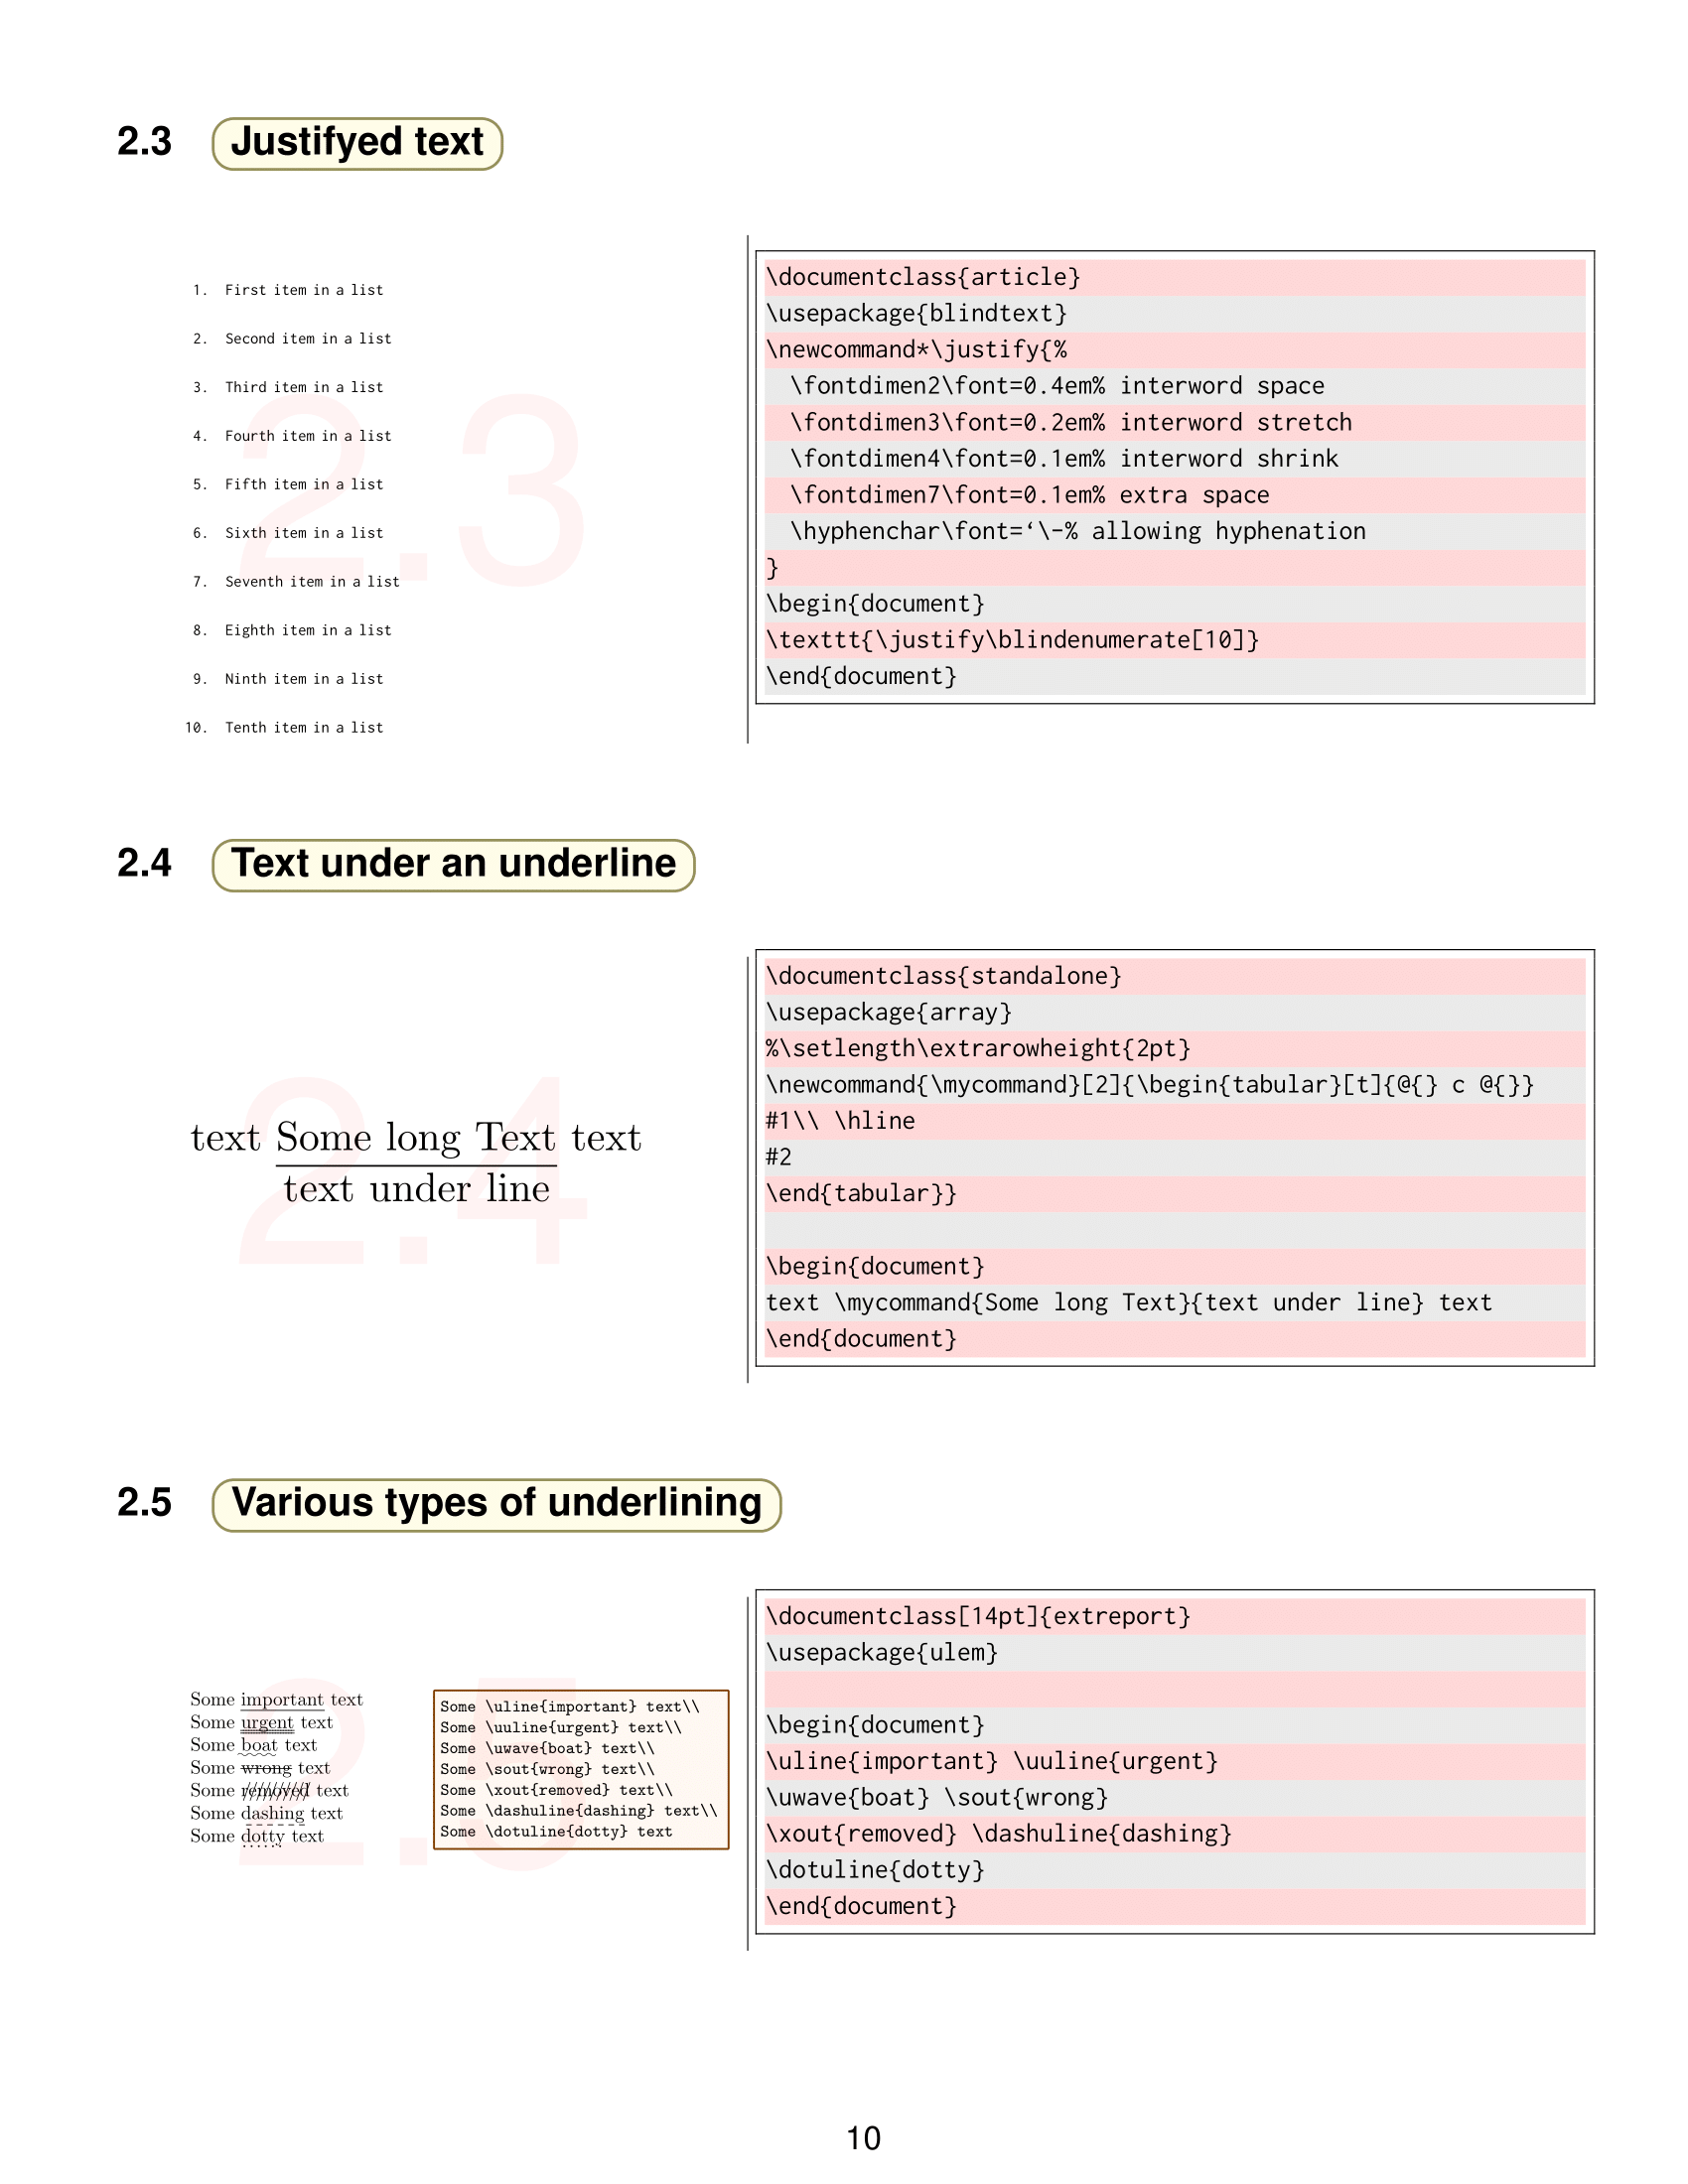 2.3 Justifyed text
1. First item in a list
2. Second item in a list
3. Third item in a list
4. Fourth item in a list
5. Fifth item in a list
6. Sixth item in a list
7. Seventh item in a list
8. Eighth item in a list
9. Ninth item in a list
10. Tenth item in a list
2.3
\documentclass{article}
\usepackage{blindtext}
\newcommand*\justify{%
  \fontdimen2\font=0.4em% interword space
  \fontdimen3\font=0.2em% interword stretch
  \fontdimen4\font=0.1em% interword shrink
  \fontdimen7\font=0.1em% extra space
  \hyphenchar\font=‘\-% allowing hyphenation
}
\begin{document}
\texttt{\justify\blindenumerate[10]}
\end{document}
2.4 Text under an underline
text Some long Text text
text under line
2.4
\documentclass{standalone}
\usepackage{array}
%\setlength\extrarowheight{2pt}
\newcommand{\mycommand}[2]{\begin{tabular}[t]{@{} c @{}}
#1\\ \hline
#2
\end{tabular}}
\begin{document}
text \mycommand{Some long Text}{text under line} text
\end{document}
2.5 Various types of underlining
Some important text
Some urgent text
Some boat text
Some wrong text
Some removed text
Some dashing text
Some dotty text
2.5
Some \uline{important} text\\
Some \uuline{urgent} text\\
Some \uwave{boat} text\\
Some \sout{wrong} text\\
Some \xout{removed} text\\
Some \dashuline{dashing} text\\
Some \dotuline{dotty} text
\documentclass[14pt]{extreport}
\usepackage{ulem}
\begin{document}
\uline{important} \uuline{urgent}
\uwave{boat} \sout{wrong}
\xout{removed} \dashuline{dashing}
\dotuline{dotty}
\end{document}
10